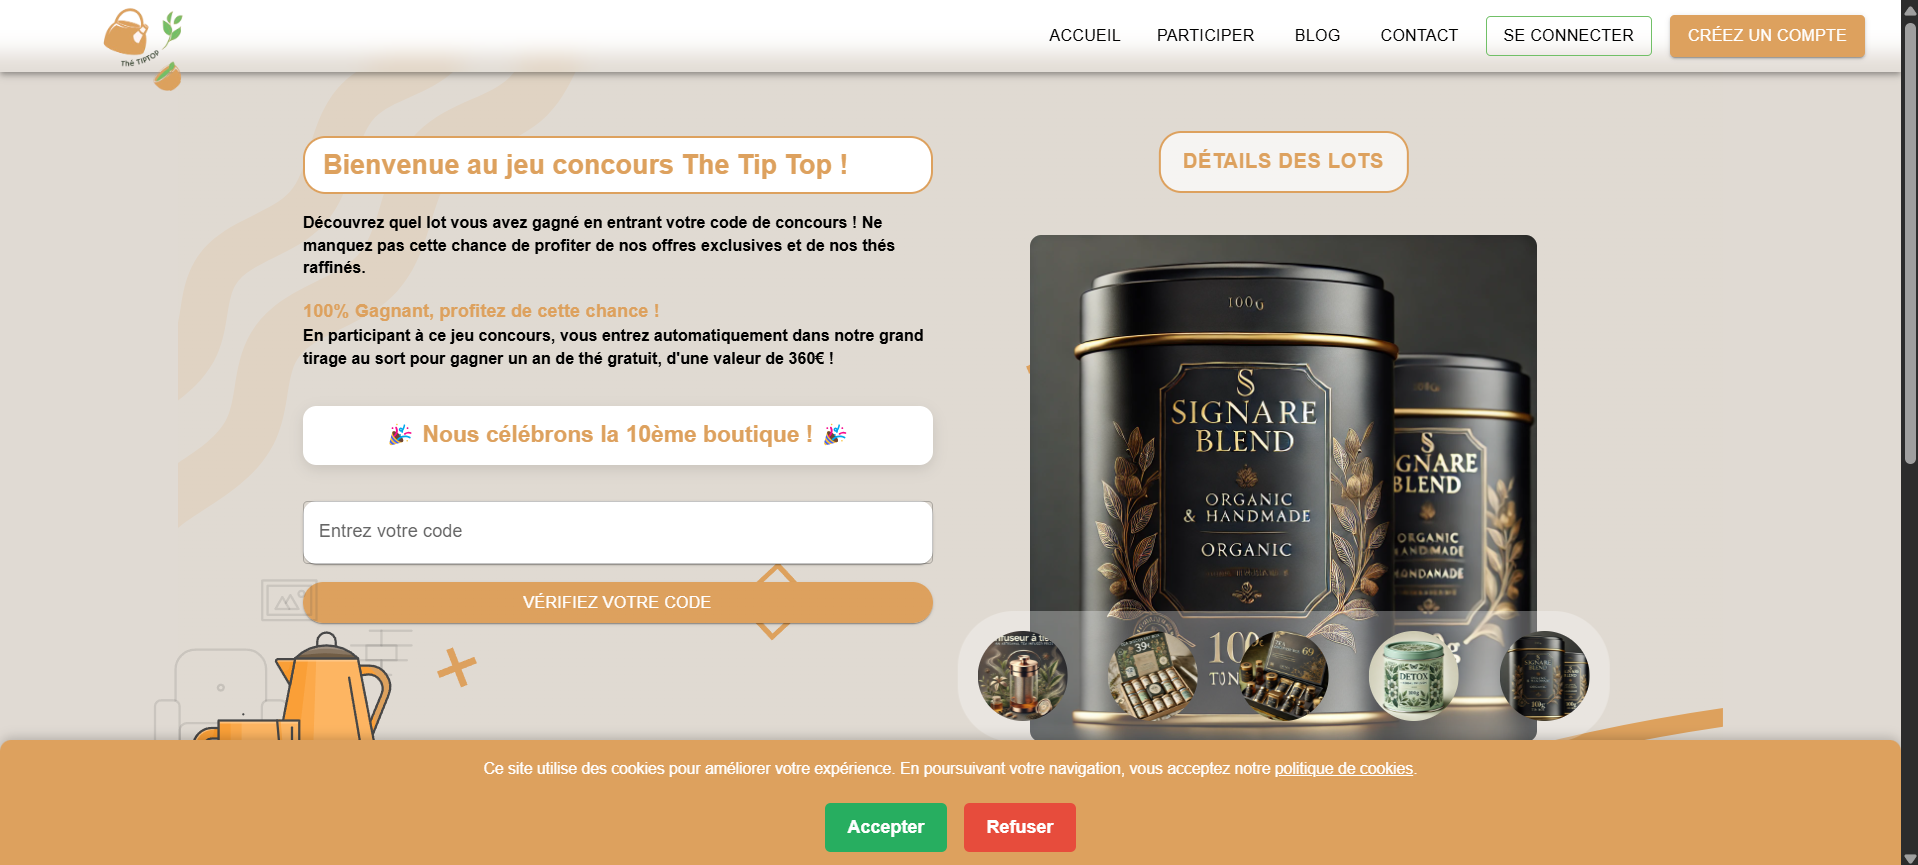 Thé TIPTOP
ACCUEIL
PARTICIPER
BLOG
CONTACT
SE CONNECTER
CRÉEZ UN COMPTE
Bienvenue au jeu concours The Tip Top !
Découvrez quel lot vous avez gagné en entrant votre code de concours ! Ne
manquez pas cette chance de profiter de nos offres exclusives et de nos thés
raffinés.
100% Gagnant, profitez de cette chance !
En participant à ce jeu concours, vous entrez automatiquement dans notre grand
tirage au sort pour gagner un an de thé gratuit, d'une valeur de 360€ !
🎉 Nous célébrons la 10ème boutique ! 🎉
Entrez votre code
VÉRIFIEZ VOTRE CODE
DÉTAILS DES LOTS
100G
S
SIGNARE
BLEND
ORGANIC
& HANDMADE
ORGANIC
100g
S
GNARE
BLEND
ORGANIC
nfuseur à
39€
69
DETOX
SIGNARE
BLEND
100g
Ce site utilise des cookies pour améliorer votre expérience. En poursuivant votre navigation, vous acceptez notre politique de cookies.
Accepter
Refuser